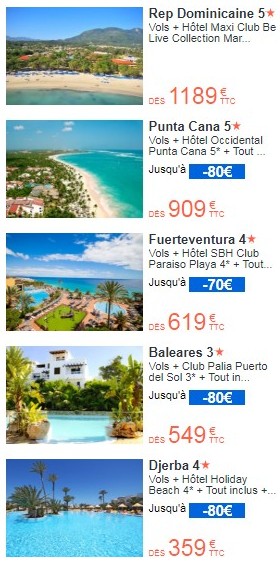 Rep Dominicaine 5★
Vols + Hôtel Maxi Club Be
Live Collection Mar...
DÈS 1189€TTC
Punta Cana 5★
Vols + Hôtel Occidental
Punta Cana 5* + Tout ...
Jusqu'à -80€
DÈS 909€TTC
Fuerteventura 4★
Vols + Hôtel SBH Club
Paraiso Playa 4* + Tout...
Jusqu'à -70€
DÈS 619€TTC
Baleares 3★
Vols + Club Palia Puerto
del Sol 3* + Tout in...
Jusqu'à -80€
DÈS 549€TTC
Djerba 4★
Vols + Hôtel Holiday
Beach 4* + Tout inclus +...
Jusqu'à -80€
DÈS 359€TTC